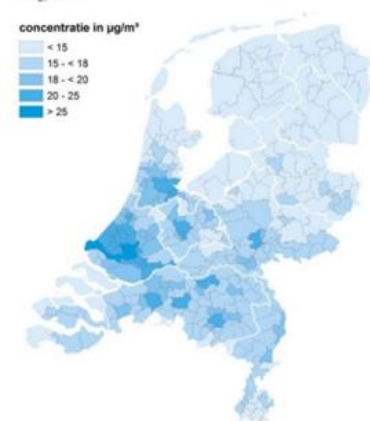 concentratie in µg/m³
< 15
15 - < 18
18 - < 20
20 - 25
> 25